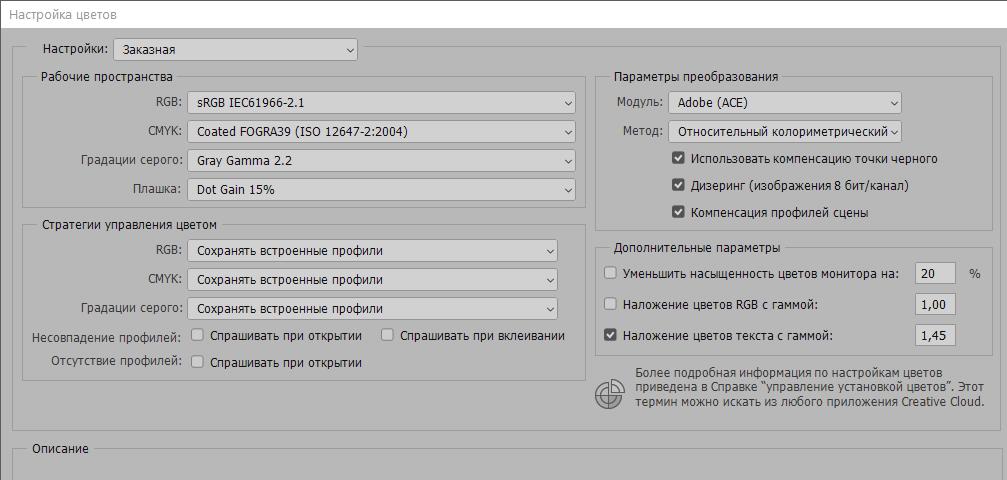 Настройка цветов
Настройки: Заказная
Рабочие пространства
RGB: sRGB IEC61966-2.1
CMYK: Coated FOGRA39 (ISO 12647-2:2004)
Градации серого: Gray Gamma 2.2
Плашка: Dot Gain 15%
Стратегии управления цветом
RGB: Сохранять встроенные профили
CMYK: Сохранять встроенные профили
Градации серого: Сохранять встроенные профили
Несовпадение профилей: Спрашивать при открытии Спрашивать при вклеивании
Отсутствие профилей: Спрашивать при открытии
Параметры преобразования
Модуль: Adobe (ACE)
Метод: Относительный колориметрический
Использовать компенсацию точки черного
Дизеринг (изображения 8 бит/канал)
Компенсация профилей сцены
Дополнительные параметры
Уменьшить насыщенность цветов монитора на: 20 %
Наложение цветов RGB с гаммой: 1,00
Наложение цветов текста с гаммой: 1,45
Более подробная информация по настройкам цветов
приведена в Справке “управление установкой цветов”. Этот
термин можно искать из любого приложения Creative Cloud.
Описание